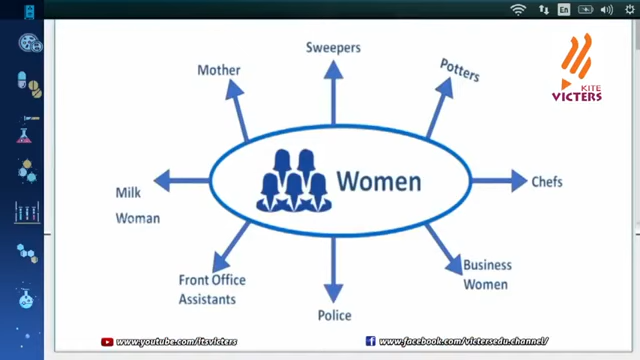 En
Sweepers
Mother
Potters
KITE
VICTERS
Women
Chefs
Milk
Woman
Front Office
Assistants
Business
Women
Police
www.youtube.com/itsvicters
www.facebook.com/victersedu.channel/